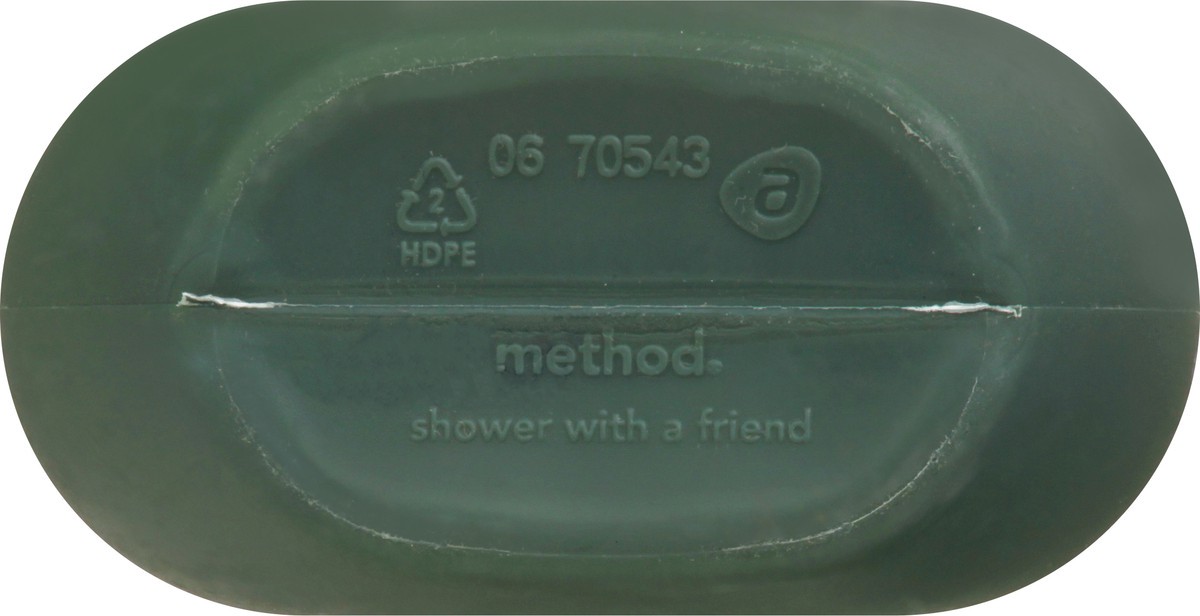 06 70543
a
2
HDPE
method.
shower with a friend